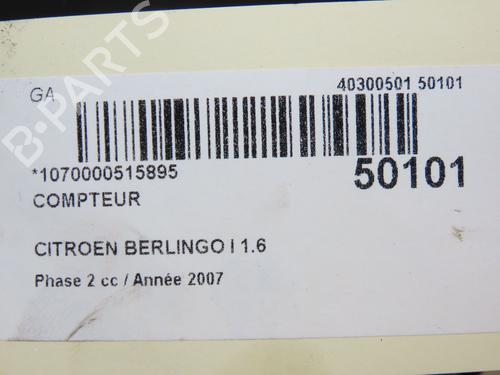 B-PARTS
GA
40300501 50101
*1070000515895
50101
COMPTEUR
CITROEN BERLINGO I 1.6
Phase 2 cc / Année 2007